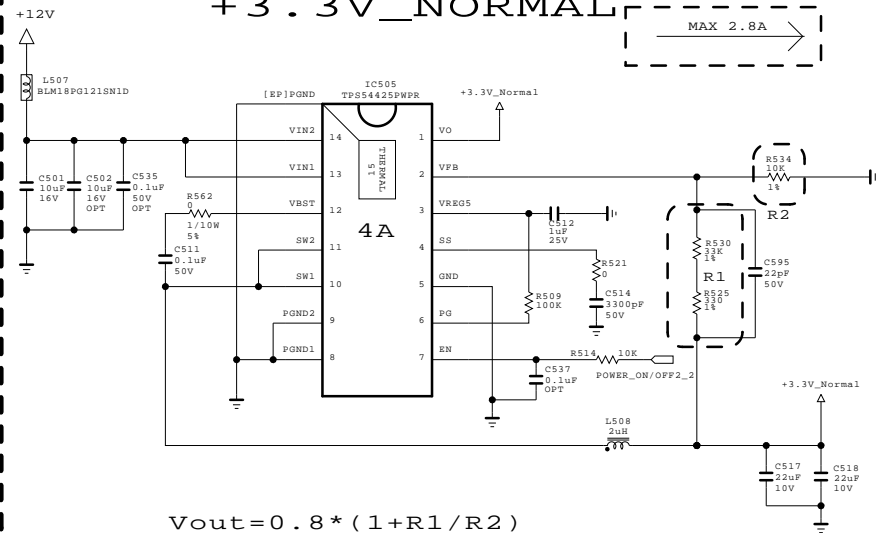 +3.3V_NORMAL
MAX 2.8A
+12V
L507
BLM18PG121SN1D
[EP]PGND
IC505
TPS54425PWPR
+3.3V_Normal
VIN2
14
1
VO
THERMAL
15
C501
10uF
16V
C502
10uF
16V
OPT
C535
0.1uF
50V
OPT
VIN1
13
2
VFB
R534
10K
1%
R2
R562
0
1/10W
5%
VBST
12
3
VREG5
C512
1uF
25V
4A
C511
0.1uF
50V
SW2
11
4
SS
R521
0
SW1
10
5
GND
R509
100K
C514
3300pF
50V
R530
33K
1%
R1
R525
330
1%
C595
22pF
50V
PGND2
9
6
PG
PGND1
8
7
EN
R514
10K
POWER_ON/OFF2_2
C537
0.1uF
OPT
+3.3V_Normal
L508
2uH
C517
22uF
10V
C518
22uF
10V
Vout=0.8*(1+R1/R2)